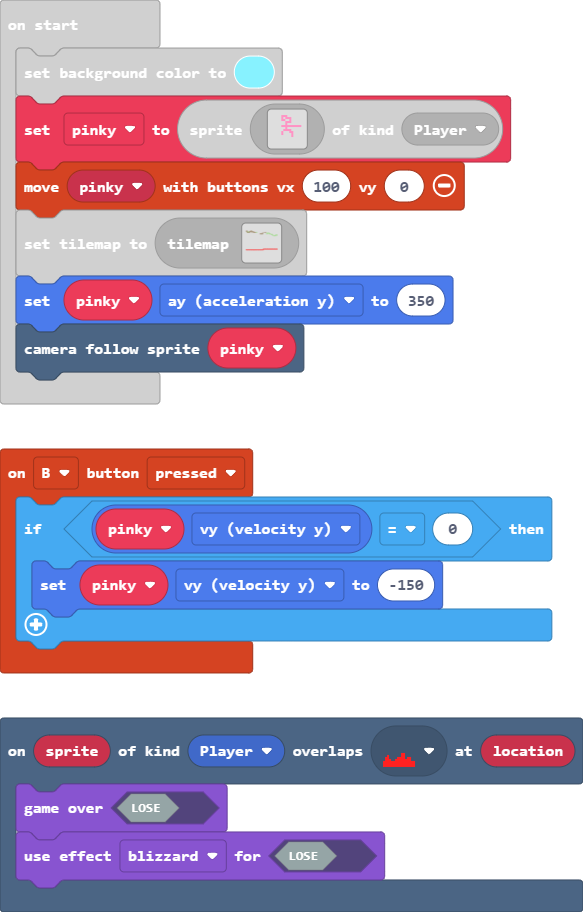 on start
set background color to
set pinky to sprite of kind Player
move pinky with buttons vx 100 vy 0
set tilemap to tilemap
set pinky ay (acceleration y) to 350
camera follow sprite pinky
on B button pressed
if pinky vy (velocity y) = 0 then
set pinky vy (velocity y) to -150
on sprite of kind Player overlaps at location
game over LOSE
use effect blizzard for LOSE